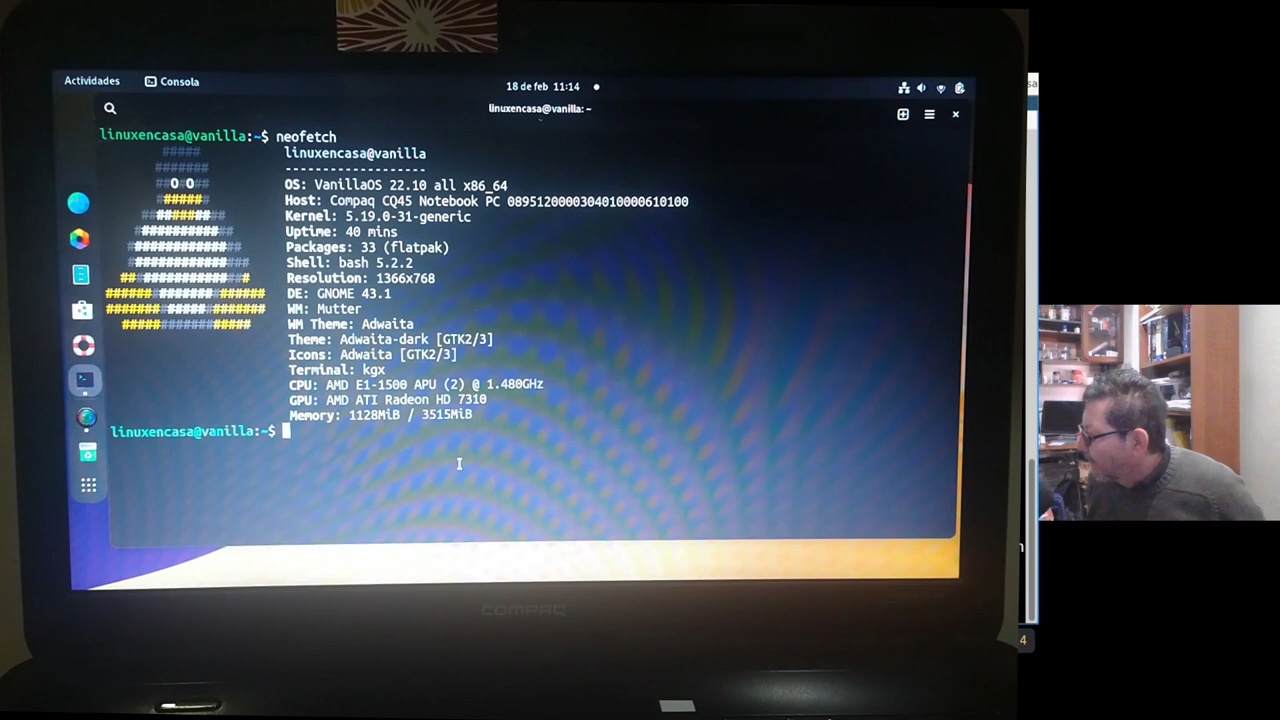 Actividades
Consola
18 de feb 11:14
linuxencasa@vanilla: ~
linuxencasa@vanilla:~$ neofetch
linuxencasa@vanilla
-------------------
OS: VanillaOS 22.10 all x86_64
Host: Compaq CQ45 Notebook PC 0895120000304010000610100
Kernel: 5.19.0-31-generic
Uptime: 40 mins
Packages: 33 (flatpak)
Shell: bash 5.2.2
Resolution: 1366x768
DE: GNOME 43.1
WM: Mutter
WM Theme: Adwaita
Theme: Adwaita-dark [GTK2/3]
Icons: Adwaita [GTK2/3]
Terminal: kgx
CPU: AMD E1-1500 APU (2) @ 1.480GHz
GPU: AMD ATI Radeon HD 7310
Memory: 1128MiB / 3515MiB
linuxencasa@vanilla:~$
COMPAQ
4